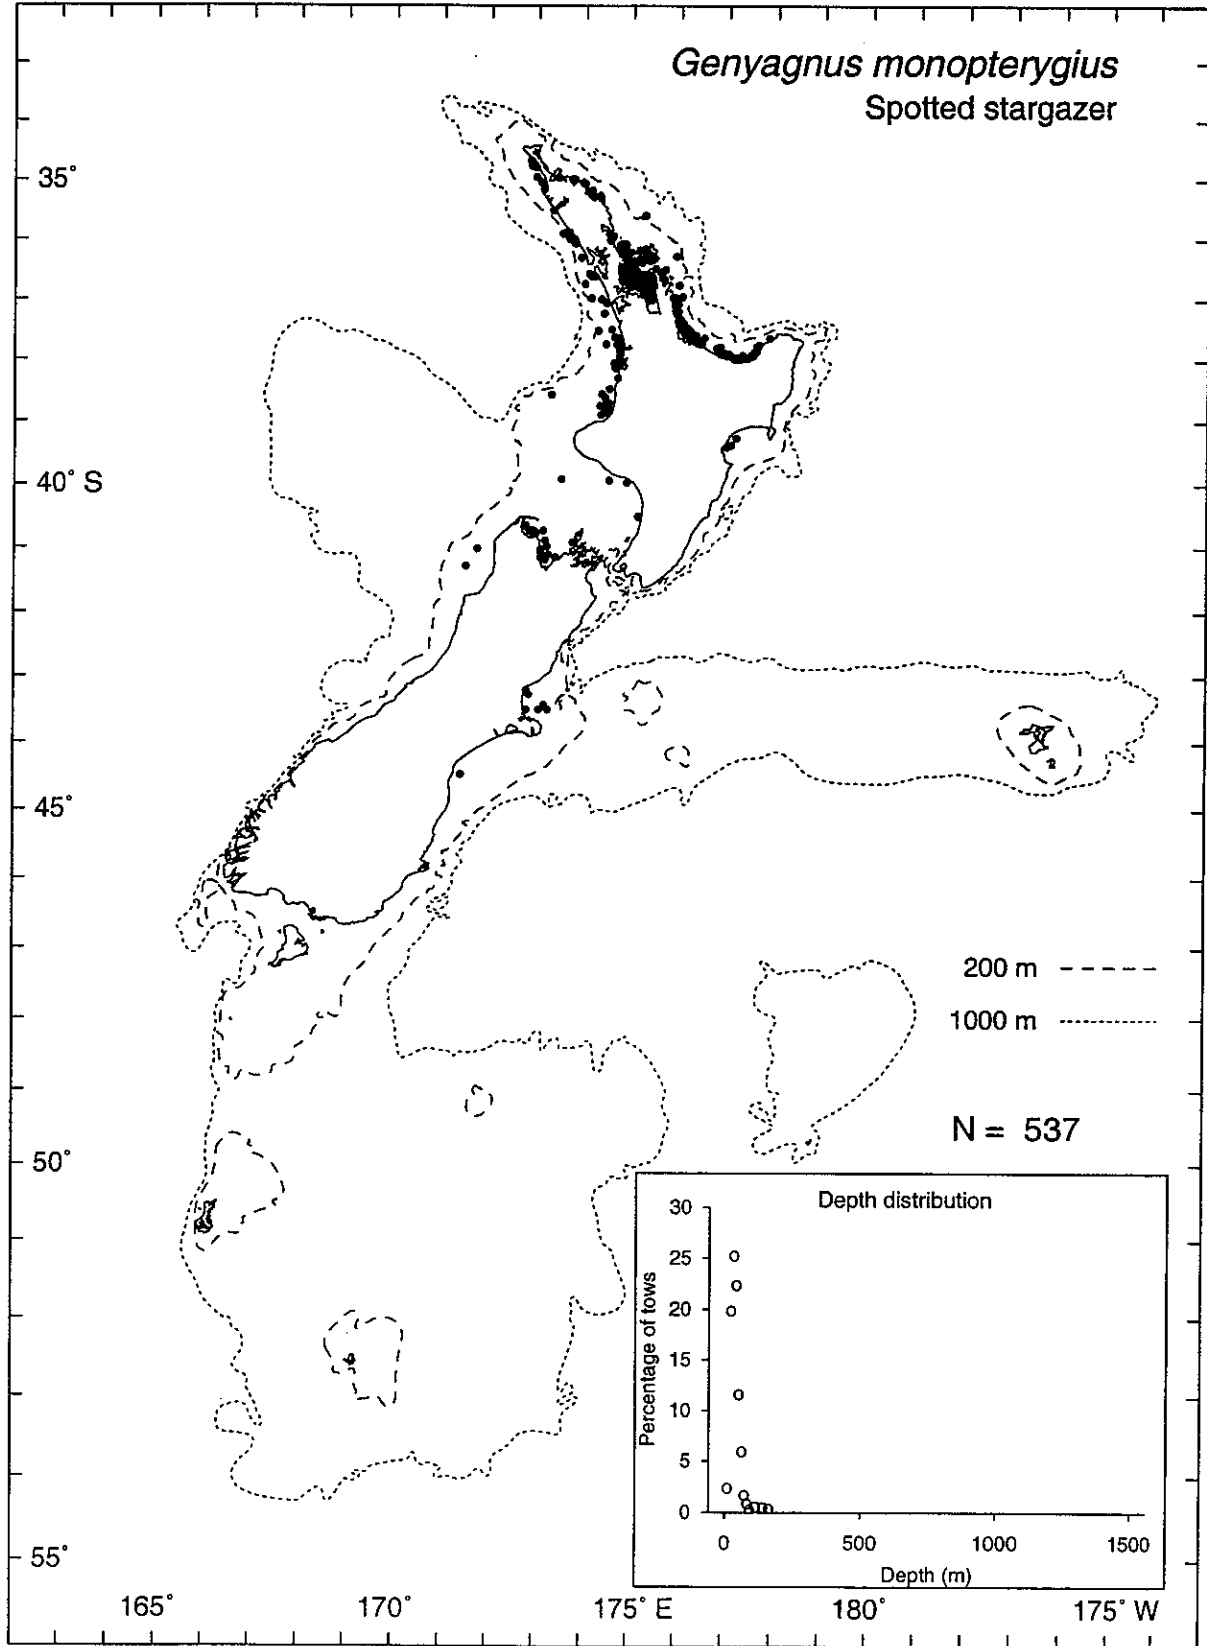 Genyagnus monopterygius
Spotted stargazer
35°
40° S
45°
50°
55°
165°
170°
175° E
180°
175° W
200 m
1000 m
N = 537
Depth distribution
Percentage of tows
30
25
20
15
10
5
0
0
500
1000
1500
Depth (m)